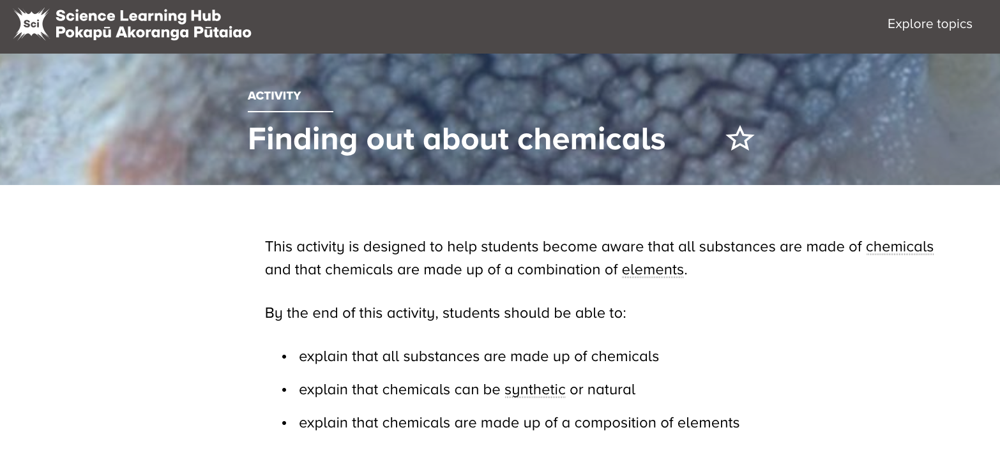 Sci
Science Learning Hub
Pokapū Akoranga Pūtaiao
Explore topics
ACTIVITY
Finding out about chemicals
This activity is designed to help students become aware that all substances are made of chemicals
and that chemicals are made up of a combination of elements.
By the end of this activity, students should be able to:
• explain that all substances are made up of chemicals
• explain that chemicals can be synthetic or natural
• explain that chemicals are made up of a composition of elements